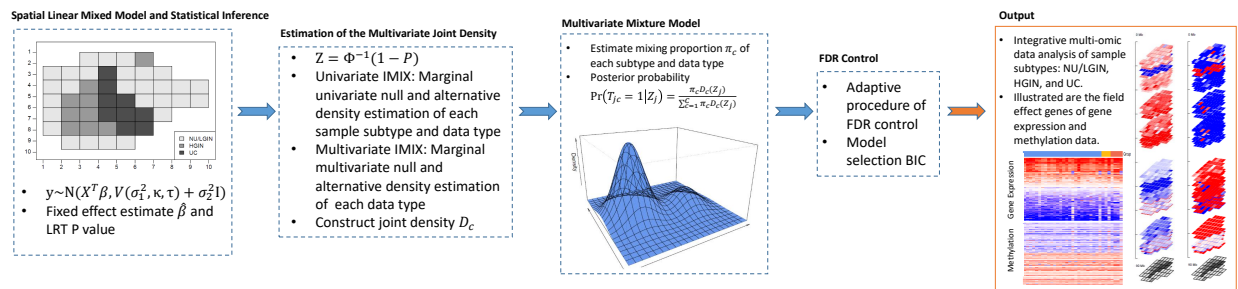 Spatial Linear Mixed Model and Statistical Inference
1
2
3
4
5
6
7
8
9
10
NU/LGIN
HGIN
UC
1 2 3 4 5 6 7 8 9 10
• y~N(X^T β, V(σ₁², κ, τ) + σ₂²I)
• Fixed effect estimate β̂ and
LRT P value
Estimation of the Multivariate Joint Density
• Z = Φ⁻¹(1 − P)
• Univariate IMIX: Marginal
univariate null and alternative
density estimation of each
sample subtype and data type
• Multivariate IMIX: Marginal
multivariate null and
alternative density estimation
of each data type
• Construct joint density D_c
Multivariate Mixture Model
• Estimate mixing proportion π_c of
each subtype and data type
• Posterior probability
Pr(T_jc = 1|Z_j) = π_c D_c(Z_j) / ∑_c=1^C π_c D_c(Z_j)
Density
FDR Control
• Adaptive
procedure of
FDR control
• Model
selection BIC
Output
• Integrative multi-omic
data analysis of sample
subtypes: NU/LGIN,
HGIN, and UC.
• Illustrated are the field
effect genes of gene
expression and
methylation data.
Gene Expression
Methylation